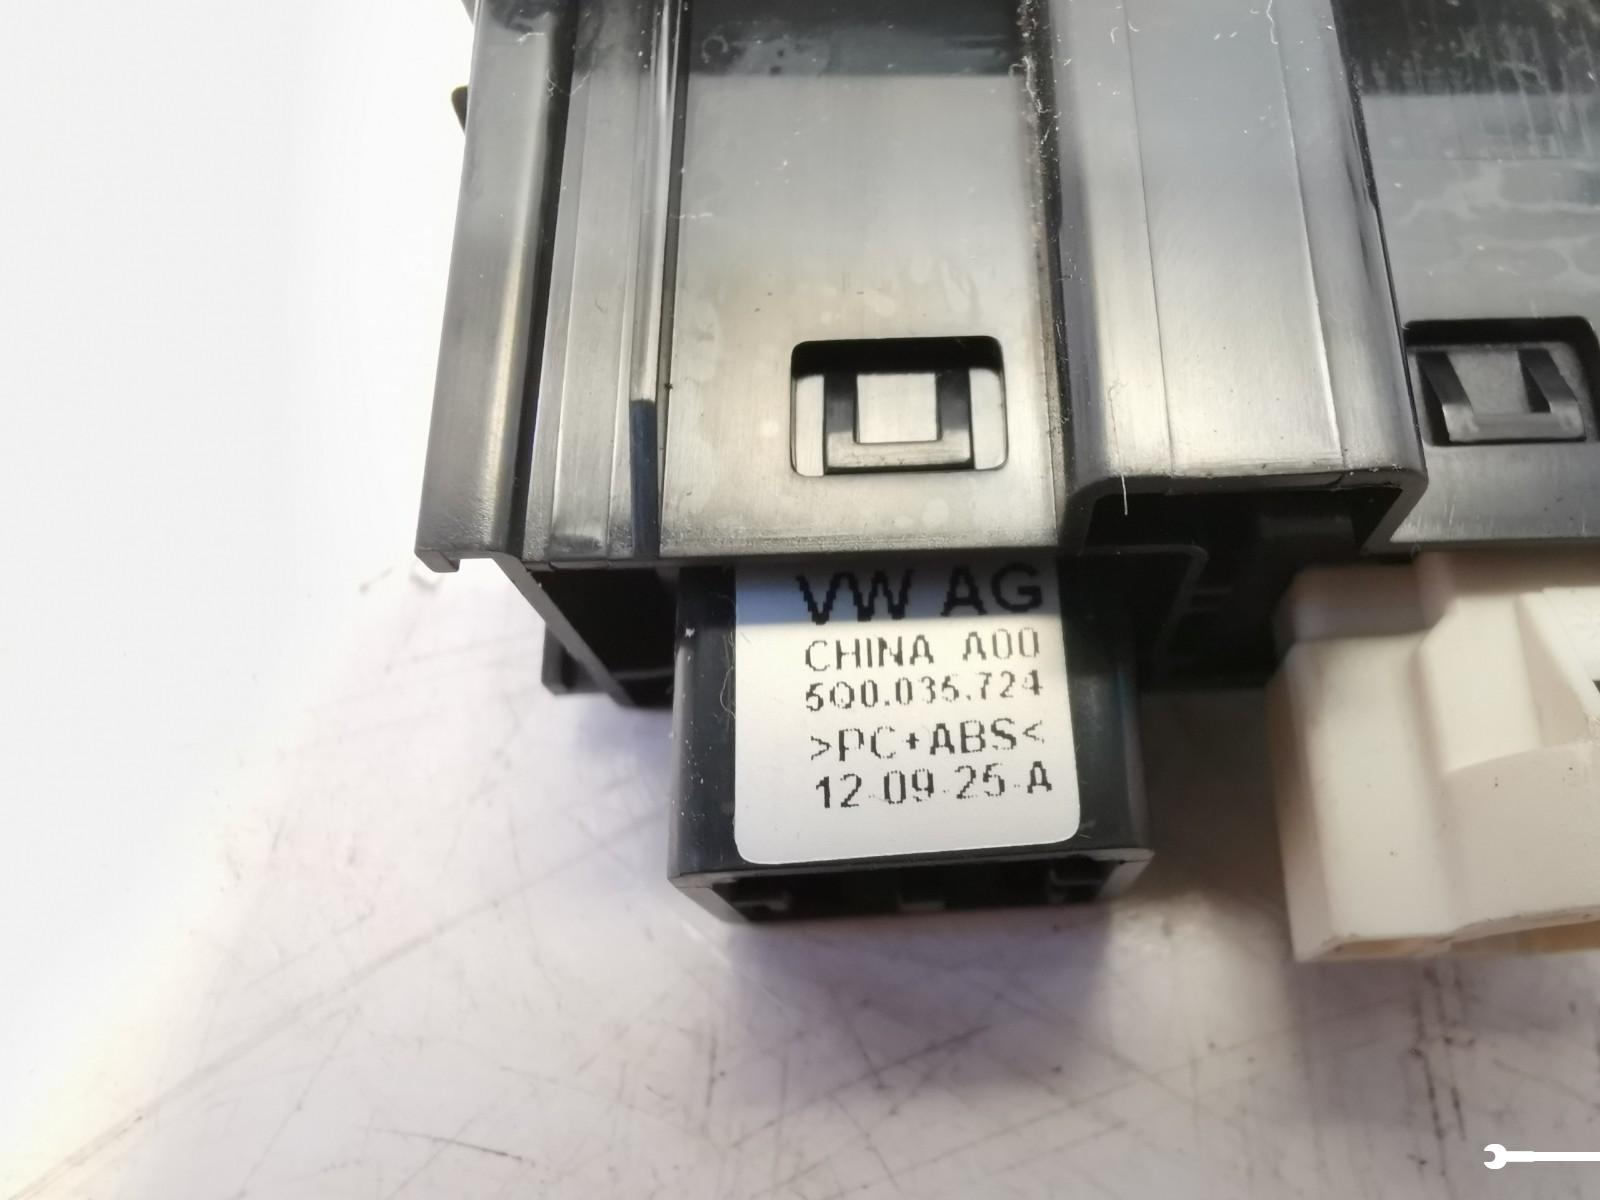 VW AG
CHINA A00
5Q0.035.724
>PC+ABS<
12-09-25-A